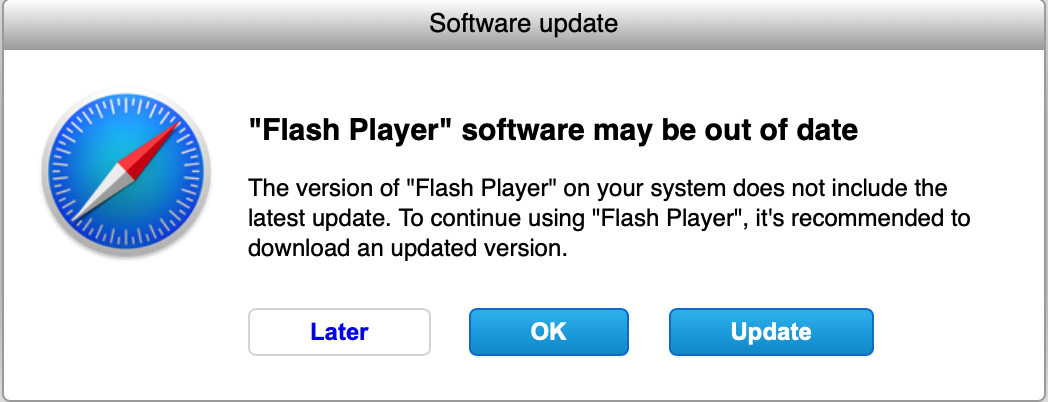 Software update
"Flash Player" software may be out of date
The version of "Flash Player" on your system does not include the
latest update. To continue using "Flash Player", it's recommended to
download an updated version.
Later
OK
Update